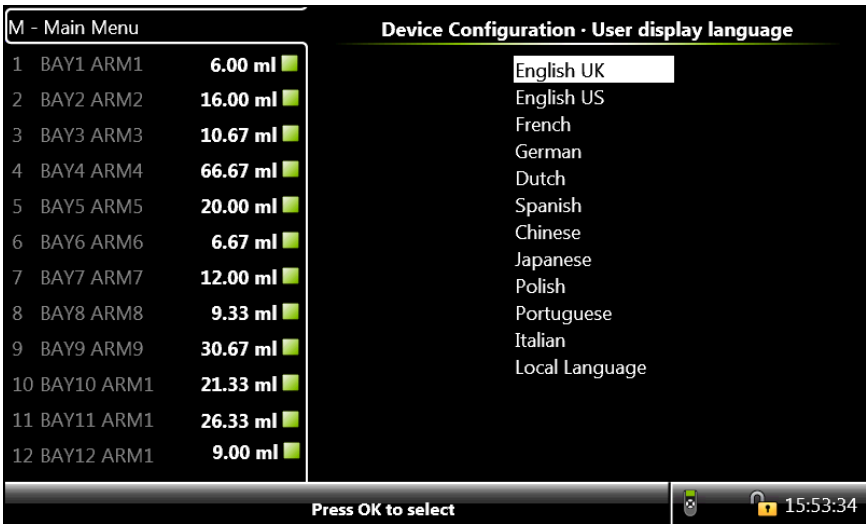 M - Main Menu
Device Configuration · User display language
1 BAY1 ARM1 6.00 ml
2 BAY2 ARM2 16.00 ml
3 BAY3 ARM3 10.67 ml
4 BAY4 ARM4 66.67 ml
5 BAY5 ARM5 20.00 ml
6 BAY6 ARM6 6.67 ml
7 BAY7 ARM7 12.00 ml
8 BAY8 ARM8 9.33 ml
9 BAY9 ARM9 30.67 ml
10 BAY10 ARM1 21.33 ml
11 BAY11 ARM1 26.33 ml
12 BAY12 ARM1 9.00 ml
English UK
English US
French
German
Dutch
Spanish
Chinese
Japanese
Polish
Portuguese
Italian
Local Language
Press OK to select
15:53:34